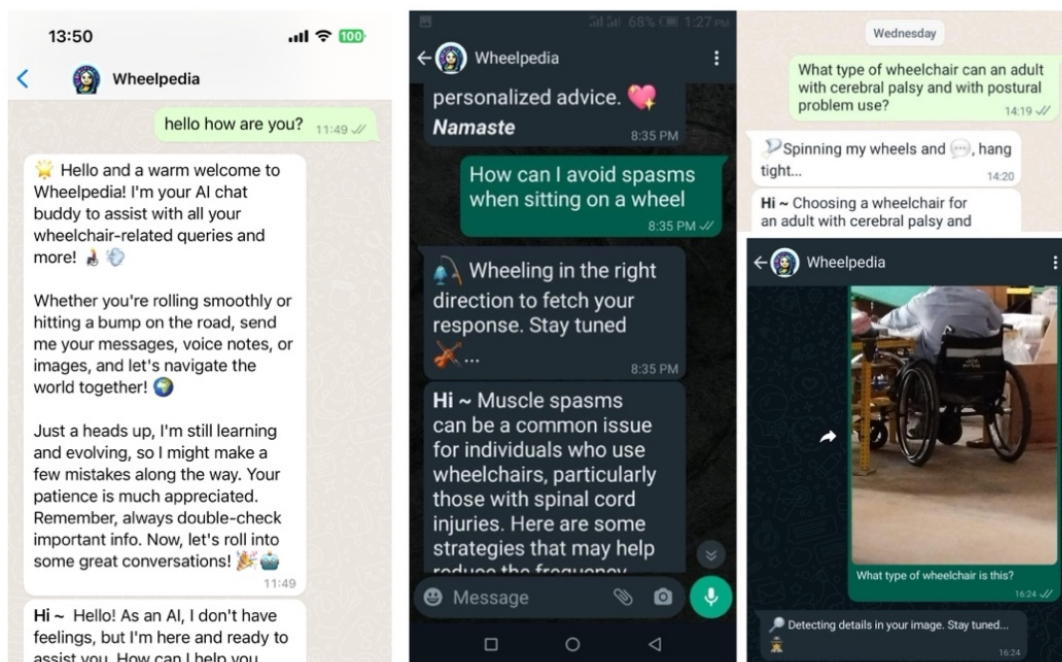 13:50
100
Wheelpedia
hello how are you?
11:49
Hello and a warm welcome to
Wheelpedia! I'm your AI chat
buddy to assist with all your
wheelchair-related queries and
more!
Whether you're rolling smoothly or
hitting a bump on the road, send
me your messages, voice notes, or
images, and let's navigate the
world together!
Just a heads up, I'm still learning
and evolving, so I might make a
few mistakes along the way. Your
patience is much appreciated.
Remember, always double-check
important info. Now, let's roll into
some great conversations!
11:49
Hi ~ Hello! As an AI, I don't have
feelings, but I'm here and ready to
assist you. How can I help you
68% 1:27 PM
Wheelpedia
personalized advice.
Namaste
8:35 PM
How can I avoid spasms
when sitting on a wheel
8:35 PM
Wheeling in the right
direction to fetch your
response. Stay tuned
...
8:35 PM
Hi ~ Muscle spasms
can be a common issue
for individuals who use
wheelchairs, particularly
those with spinal cord
injuries. Here are some
strategies that may help
reduce the frequency
Message
Wednesday
What type of wheelchair can an adult
with cerebral palsy and with postural
problem use?
14:19
Spinning my wheels and, hang
tight...
14:20
Hi ~ Choosing a wheelchair for
an adult with cerebral palsy and
Wheelpedia
What type of wheelchair is this?
16:24
Detecting details in your image. Stay tuned...
16:24